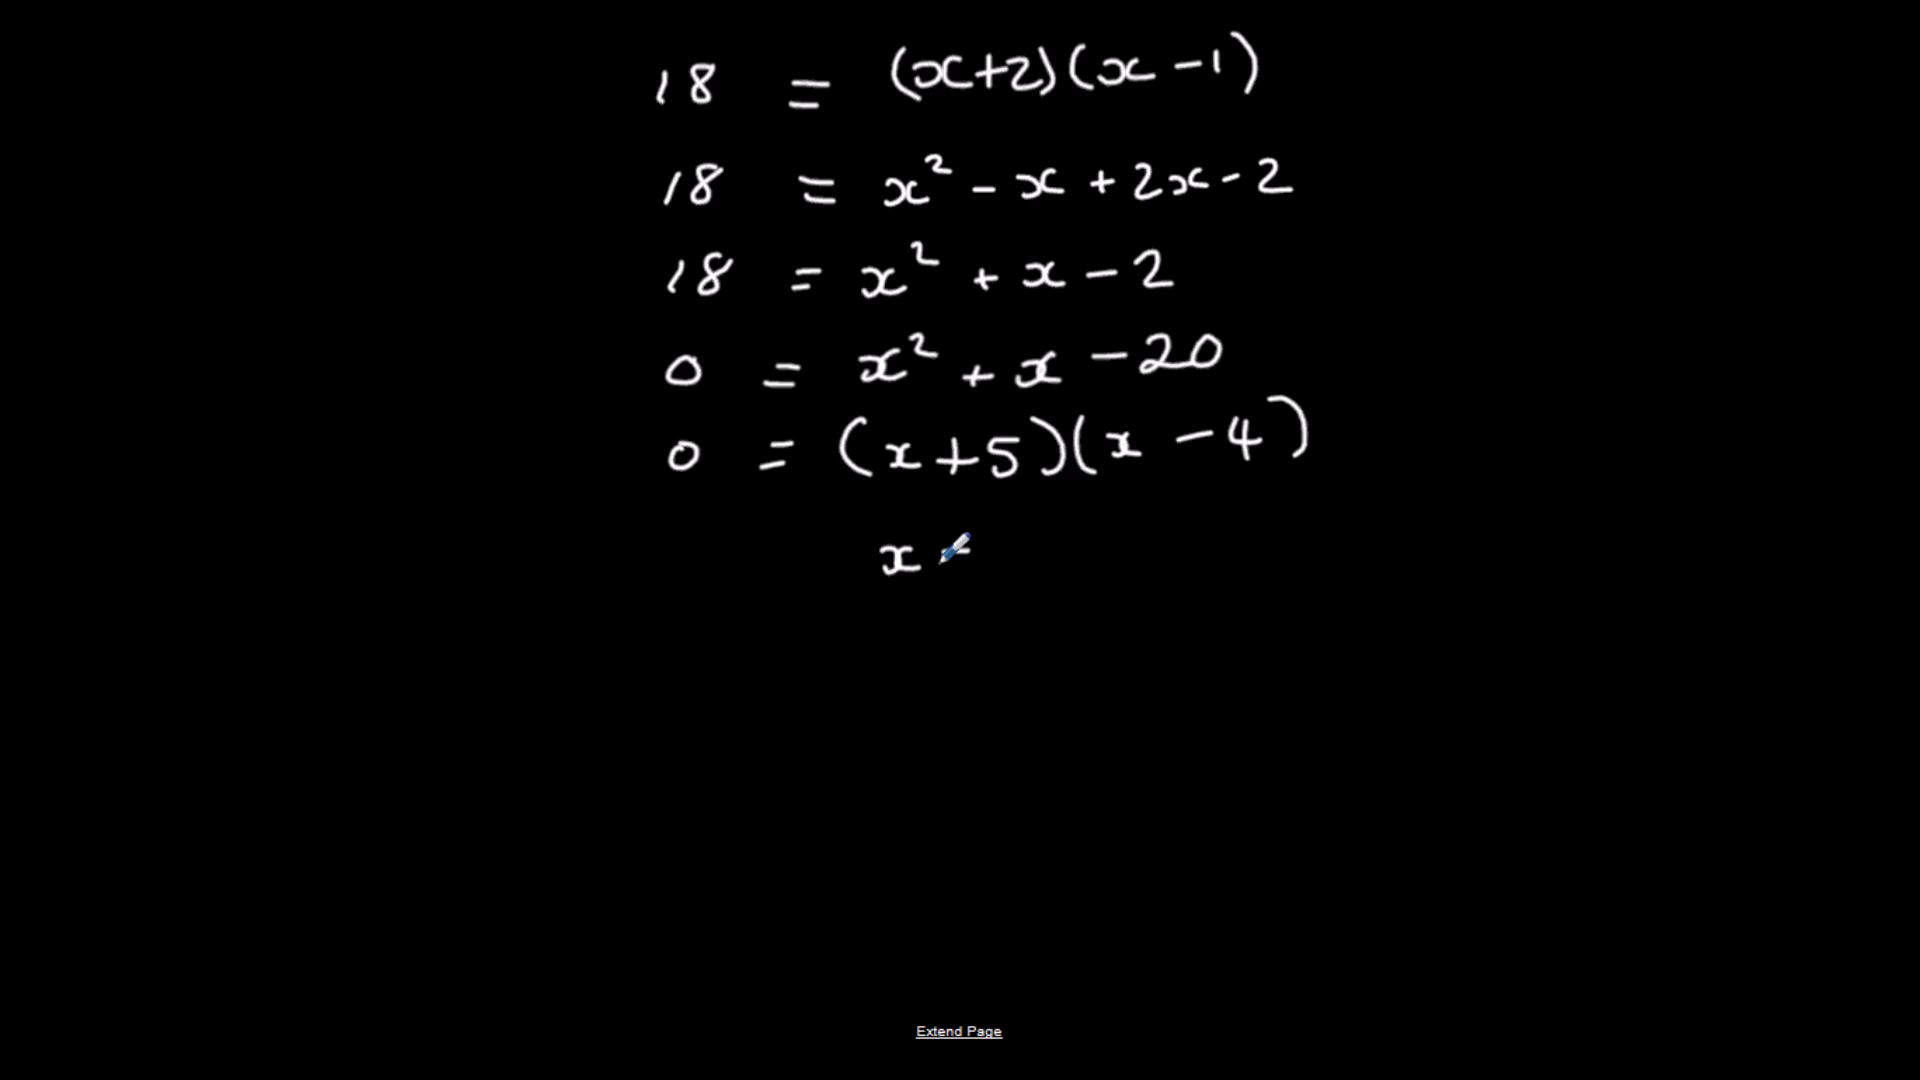 18 = (x+2)(x-1)
18 = x² - x + 2x - 2
18 = x² + x - 2
0 = x² + x - 20
0 = (x+5)(x-4)
x =
Extend Page